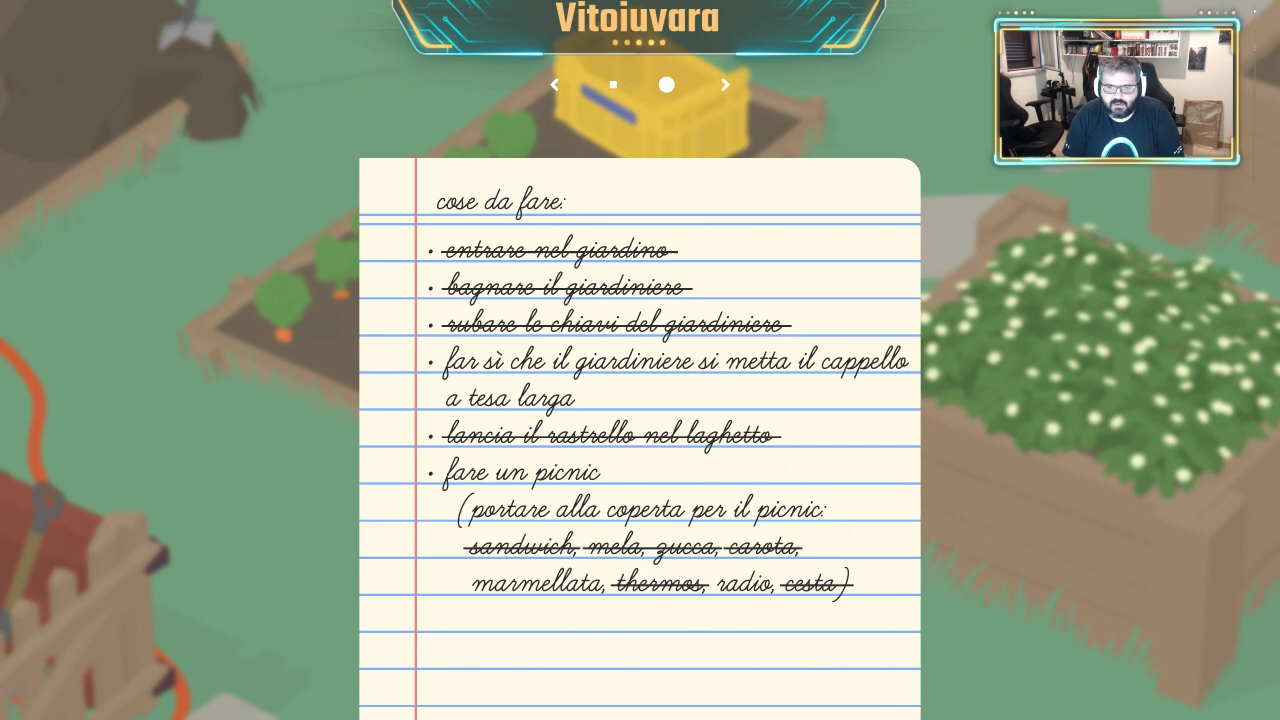 Vitoiuvara
cose da fare:
• entrare nel giardino
• bagnare il giardiniere
• rubare le chiavi del giardiniere
• far sì che il giardiniere si metta il cappello
a tesa larga
• lancia il rastrello nel laghetto
• fare un picnic
(portare alla coperta per il picnic:
sandwich, mela, zucca, carota,
marmellata, thermos, radio, cesta)